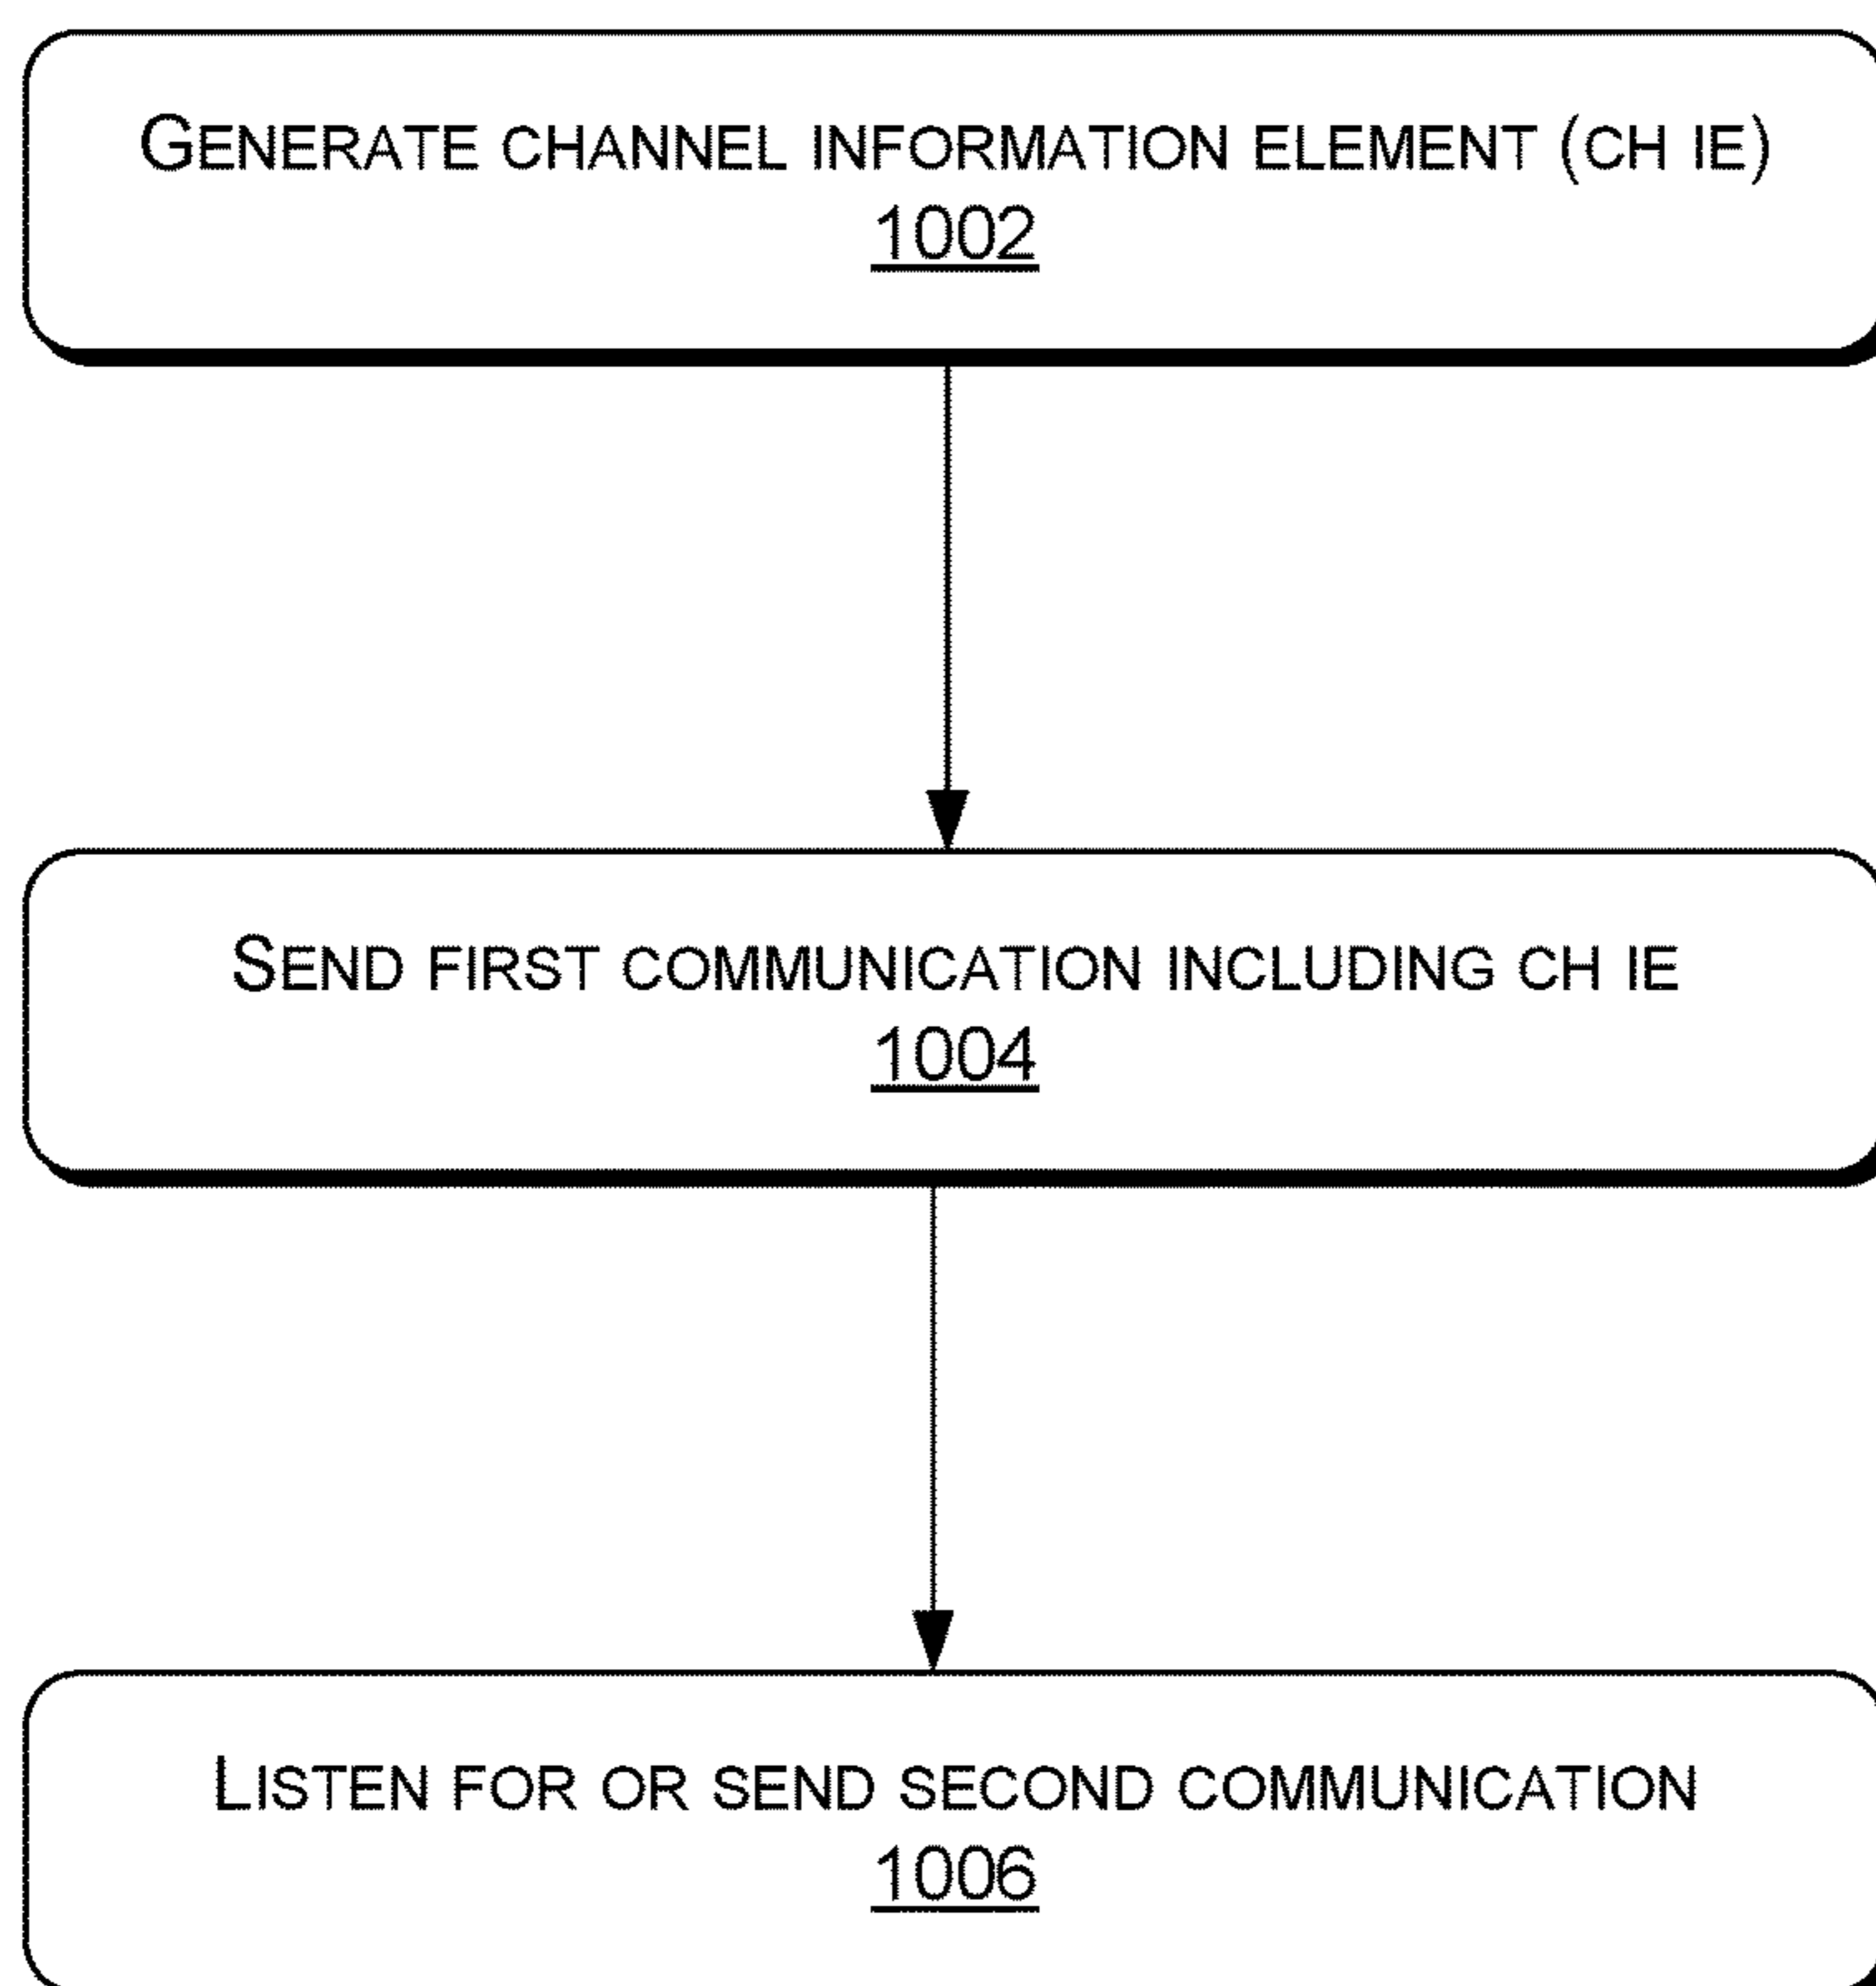 GENERATE CHANNEL INFORMATION ELEMENT (CH IE)
1002
SEND FIRST COMMUNICATION INCLUDING CH IE
1004
LISTEN FOR OR SEND SECOND COMMUNICATION
1006